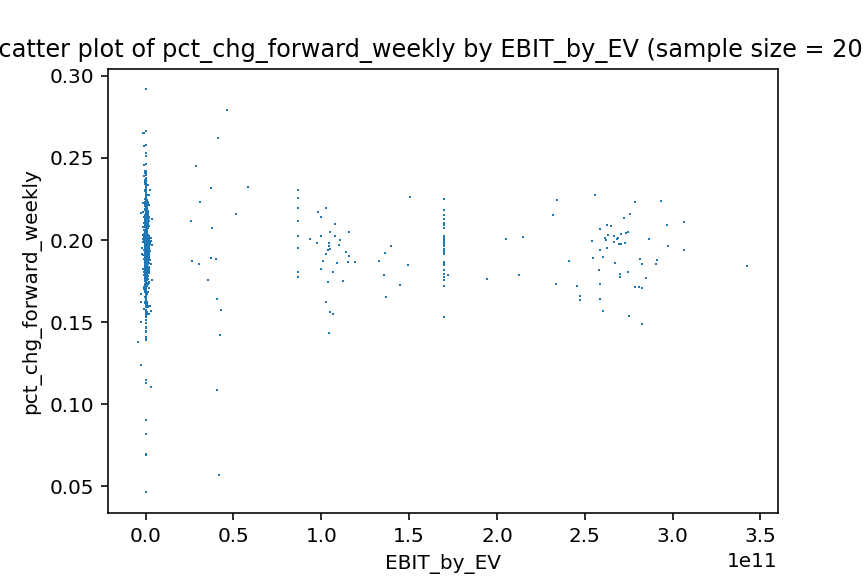 catter plot of pct_chg_forward_weekly by EBIT_by_EV (sample size = 20
0.30
0.25
0.20
0.15
0.10
0.05
pct_chg_forward_weekly
0.0 0.5 1.0 1.5 2.0 2.5 3.0 3.5
1e11
EBIT_by_EV